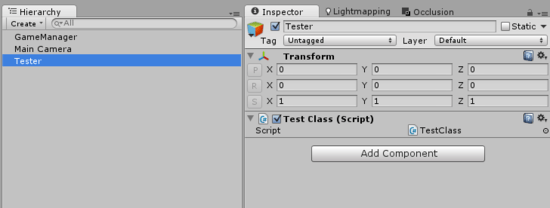 Hierarchy
Create All
GameManager
Main Camera
Tester
Inspector Lightmapping Occlusion
Tester Static
Tag Untagged Layer Default
Transform
P X 0 Y 0 Z 0
R X 0 Y 0 Z 0
S X 1 Y 1 Z 1
Test Class (Script)
Script TestClass
Add Component